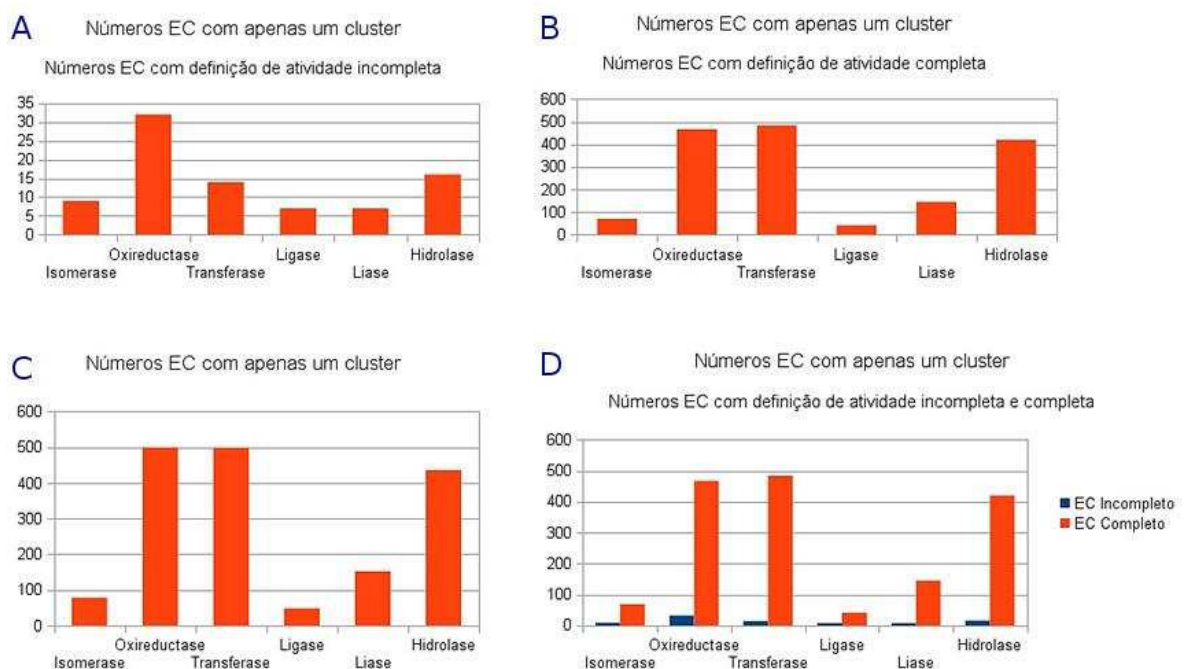 A
Números EC com apenas um cluster
Números EC com definição de atividade incompleta
35
30
25
20
15
10
5
0
Isomerase
Oxireductase
Transferase
Ligase
Liase
Hidrolase
B
Números EC com apenas um cluster
Números EC com definição de atividade completa
600
500
400
300
200
100
0
Isomerase
Oxireductase
Transferase
Ligase
Liase
Hidrolase
C
Números EC com apenas um cluster
600
500
400
300
200
100
0
Isomerase
Oxireductase
Transferase
Ligase
Liase
Hidrolase
D
Números EC com apenas um cluster
Números EC com definição de atividade incompleta e completa
600
500
400
300
200
100
0
Isomerase
Oxireductase
Transferase
Ligase
Liase
Hidrolase
EC Incompleto
EC Completo